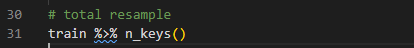 30 # total resample
31 train %>% n_keys()